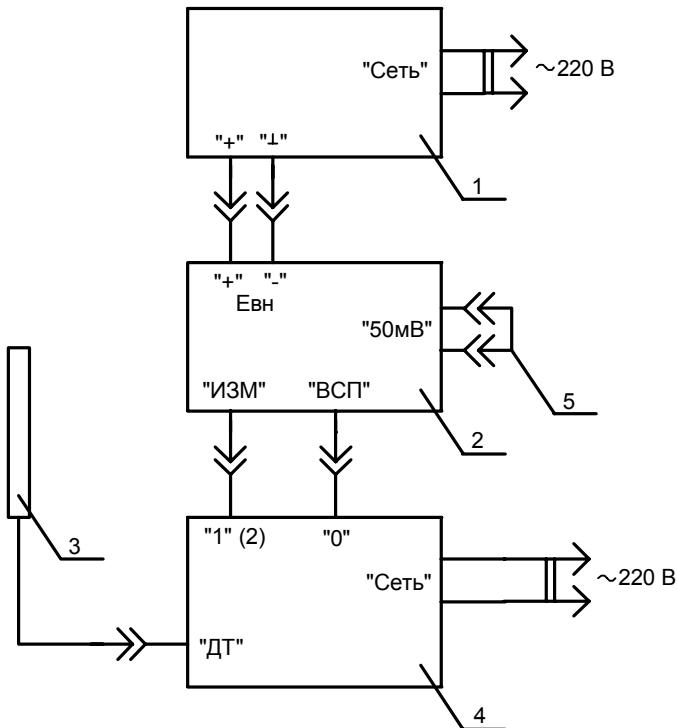 "Сеть"
~220 В
"+" "⊥"
1
"+" "-"
Евн
"50мВ"
"ИЗМ" "ВСП"
5
2
"1" (2) "0"
3
"Сеть"
~220 В
"ДТ"
4